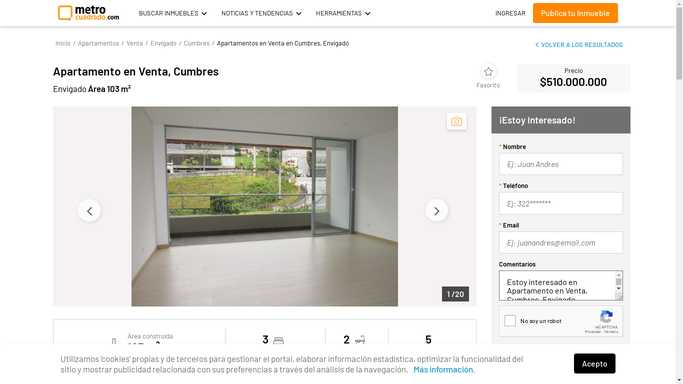 metro
cuadrado.com
BUSCAR INMUEBLES
NOTICIAS Y TENDENCIAS
HERRAMIENTAS
INGRESAR
Publica tu Inmueble
Inicio / Apartamentos / Venta / Envigado / Cumbres / Apartamentos en Venta en Cumbres, Envigado
VOLVER A LOS RESULTADOS
Apartamento en Venta, Cumbres
Envigado Área 103 m²
Favorito
Precio
$510.000.000
1 / 20
¡Estoy Interesado!
* Nombre
Ej: Juan Andres
* Teléfono
Ej: 322*******
* Email
Ej: juanandres@email.com
Comentarios
Estoy interesado en
Apartamento en Venta,
Cumbres, Envigado
No soy un robot
reCAPTCHA
Privacidad - Términos
Área construida
3
2
5
Utilizamos 'cookies' propias y de terceros para gestionar el portal, elaborar información estadística, optimizar la funcionalidad del
sitio y mostrar publicidad relacionada con sus preferencias a través del análisis de la navegación. Más información.
Acepto